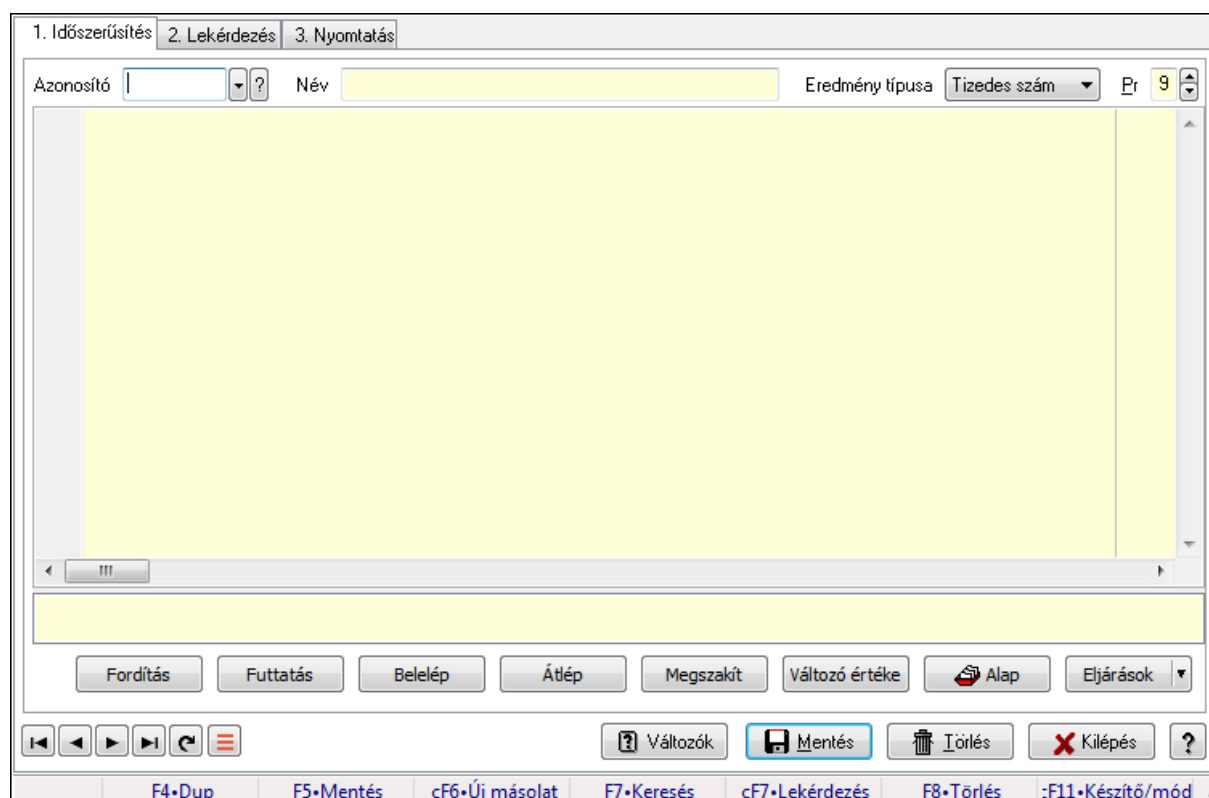 1. Időszerűsítés 2. Lekérdezés 3. Nyomtatás
Azonosító ? Név Eredmény típusa Tizedes szám Pr 9
Fordítás Futtatás Belelép Átlép Megszakít Változó értéke Alap Eljárások
? Változók Mentés Törlés Kilépés ?
F4•Dup F5•Mentés cF6•Új másolat F7•Keresés cF7•Lekérdezés F8•Törlés :F11•Készítő/mód